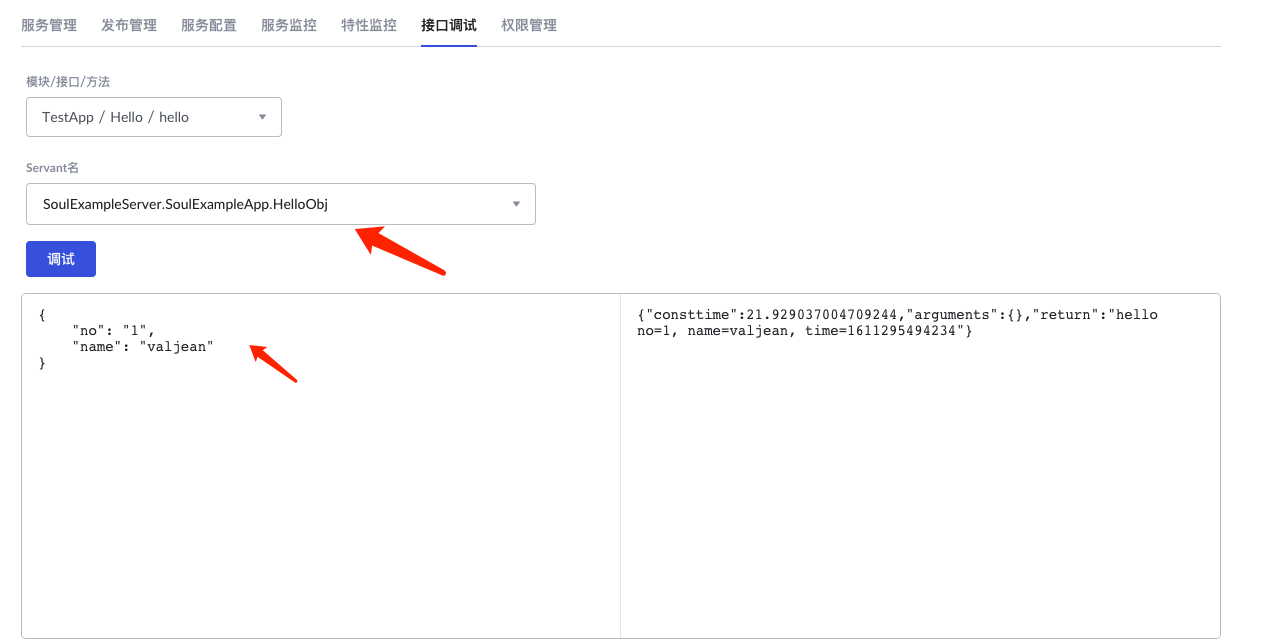 服务管理 发布管理 服务配置 服务监控 特性监控 接口调试 权限管理
模块/接口/方法
TestApp / Hello / hello
Servant名
SoulExampleServer.SoulExampleApp.HelloObj
调试
{
"no": "1",
"name": "valjean"
}
{"consttime":21.929037004709244,"arguments":{},"return":"hello
no=1, name=valjean, time=1611295494234"}